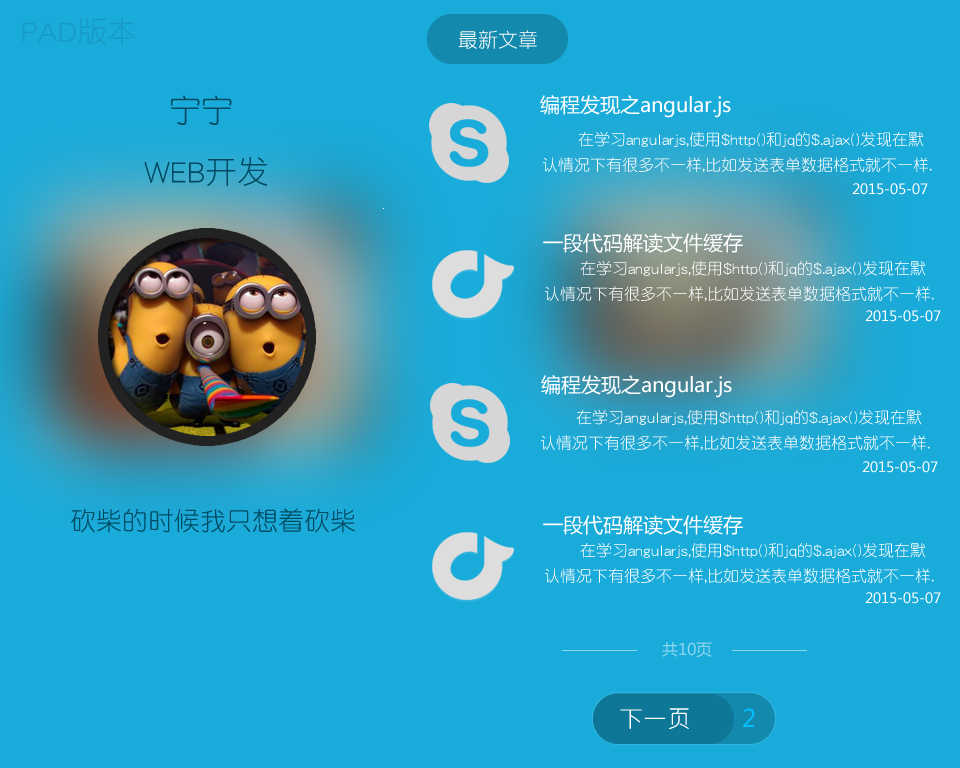 PAD版本
最新文章
宁宁
WEB开发
砍柴的时候我只想着砍柴
编程发现之angular.js
在学习angularjs,使用$http()和jq的$.ajax()发现在默
认情况下有很多不一样,比如发送表单数据格式就不一样.
2015-05-07
一段代码解读文件缓存
在学习angularjs,使用$http()和jq的$.ajax()发现在默
认情况下有很多不一样,比如发送表单数据格式就不一样.
2015-05-07
编程发现之angular.js
在学习angularjs,使用$http()和jq的$.ajax()发现在默
认情况下有很多不一样,比如发送表单数据格式就不一样.
2015-05-07
一段代码解读文件缓存
在学习angularjs,使用$http()和jq的$.ajax()发现在默
认情况下有很多不一样,比如发送表单数据格式就不一样.
2015-05-07
共10页
下一页 2